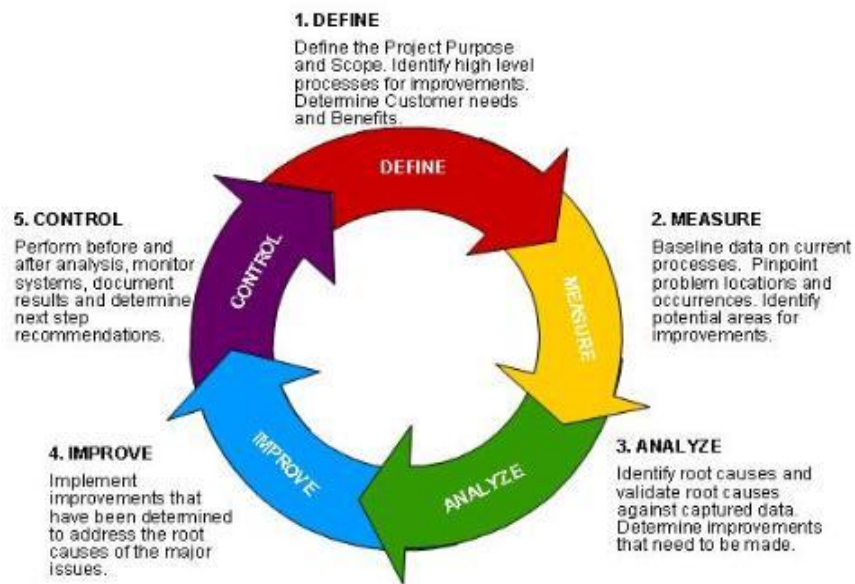 1. DEFINE
Define the Project Purpose
and Scope. Identify high level
processes for improvements.
Determine Customer needs
and Benefits.
DEFINE
2. MEASURE
Baseline data on current
processes. Pinpoint
problem locations and
occurrences. Identify
potential areas for
improvements.
MEASURE
3. ANALYZE
Identify root causes and
validate root causes
against captured data.
Determine improvements
that need to be made.
ANALYZE
4. IMPROVE
Implement
improvements that
have been determined
to address the root
causes of the major
issues.
IMPROVE
5. CONTROL
Perform before and
after analysis, monitor
systems, document
results and determine
next step
recommendations.
CONTROL